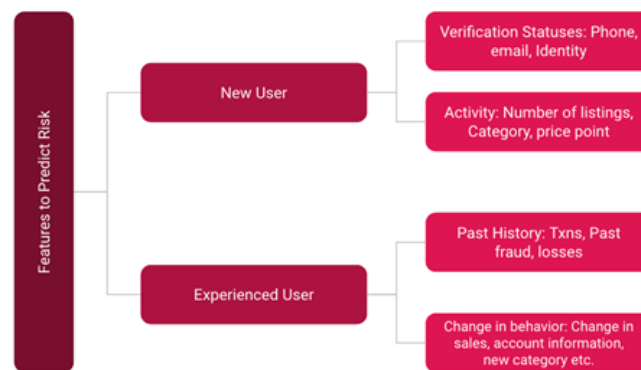 Features to Predict Risk
New User
Verification Statuses: Phone,
email, Identity
Activity: Number of listings,
Category, price point
Experienced User
Past History: Txns, Past
fraud, losses
Change in behavior: Change in
sales, account information,
new category etc.